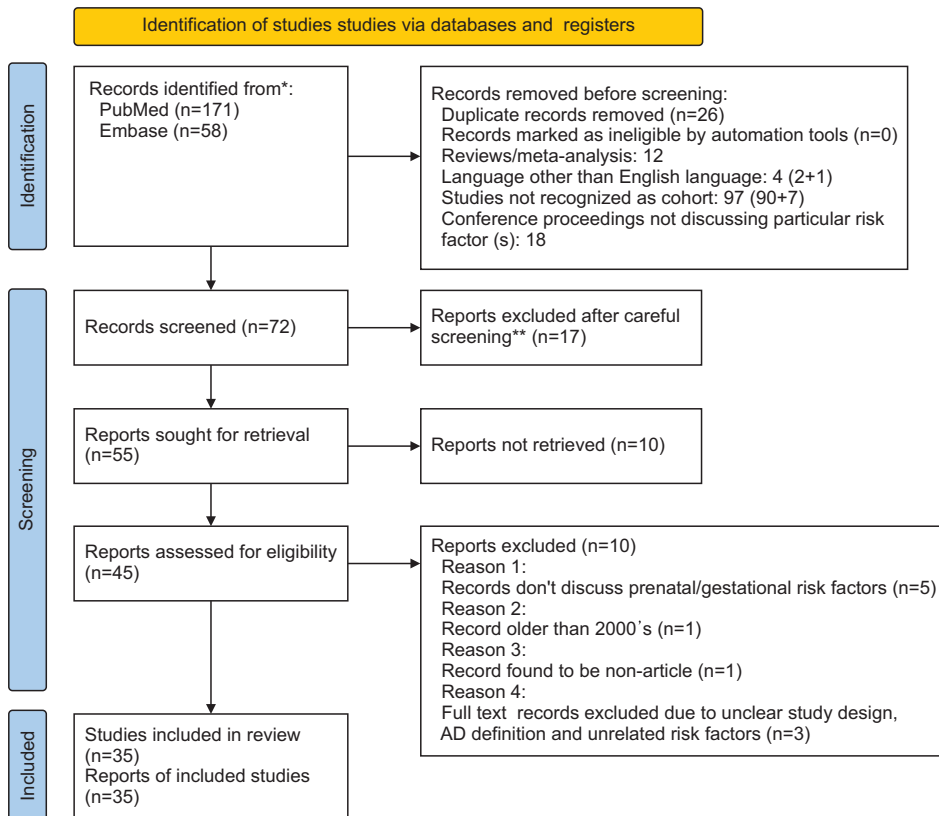 Identification of studies studies via databases and registers
Identification
Records identified from*:
PubMed (n=171)
Embase (n=58)
Records removed before screening:
Duplicate records removed (n=26)
Records marked as ineligible by automation tools (n=0)
Reviews/meta-analysis: 12
Language other than English language: 4 (2+1)
Studies not recognized as cohort: 97 (90+7)
Conference proceedings not discussing particular risk
factor (s): 18
Screening
Records screened (n=72)
Reports excluded after careful
screening** (n=17)
Reports sought for retrieval
(n=55)
Reports not retrieved (n=10)
Reports assessed for eligibility
(n=45)
Reports excluded (n=10)
Reason 1:
Records don't discuss prenatal/gestational risk factors (n=5)
Reason 2:
Record older than 2000's (n=1)
Reason 3:
Record found to be non-article (n=1)
Reason 4:
Full text records excluded due to unclear study design,
AD definition and unrelated risk factors (n=3)
Included
Studies included in review
(n=35)
Reports of included studies
(n=35)